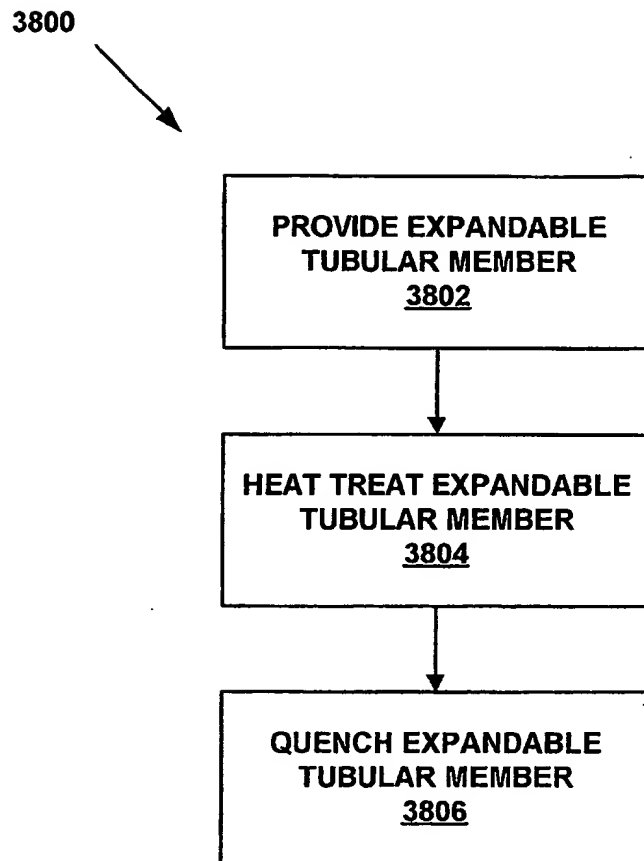 3800
PROVIDE EXPANDABLE
TUBULAR MEMBER
3802
HEAT TREAT EXPANDABLE
TUBULAR MEMBER
3804
QUENCH EXPANDABLE
TUBULAR MEMBER
3806